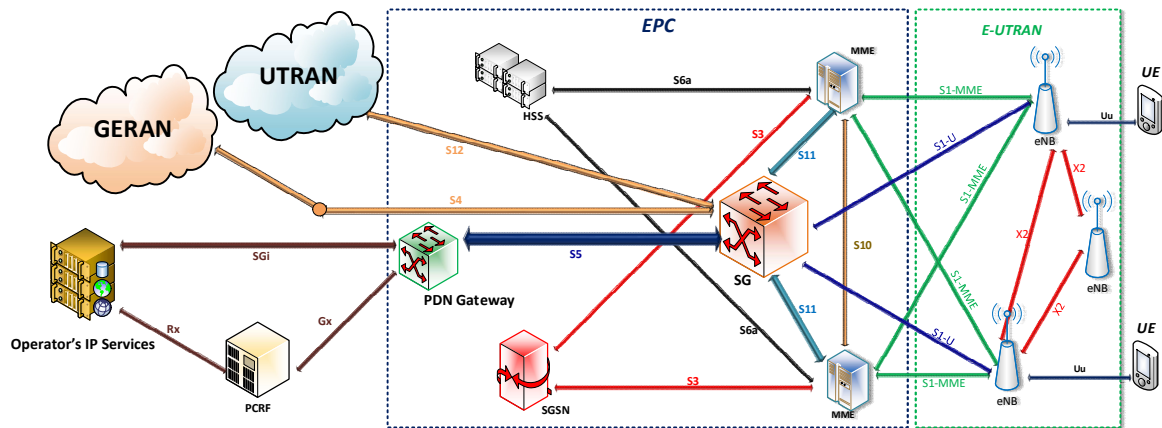 EPC
E-UTRAN
MME
UE
UTRAN
S6a
S1-MME
HSS
Uu
eNB
GERAN
S3
S12
S11
S1-U
S1-MME
X2
S4
X2
S10
SGi
S5
SG
eNB
PDN Gateway
S1-MME
X2
Gx
S11
Rx
S6a
S1-U
UE
Operator's IP Services
S3
S1-MME
Uu
PCRF
SGSN
MME
eNB